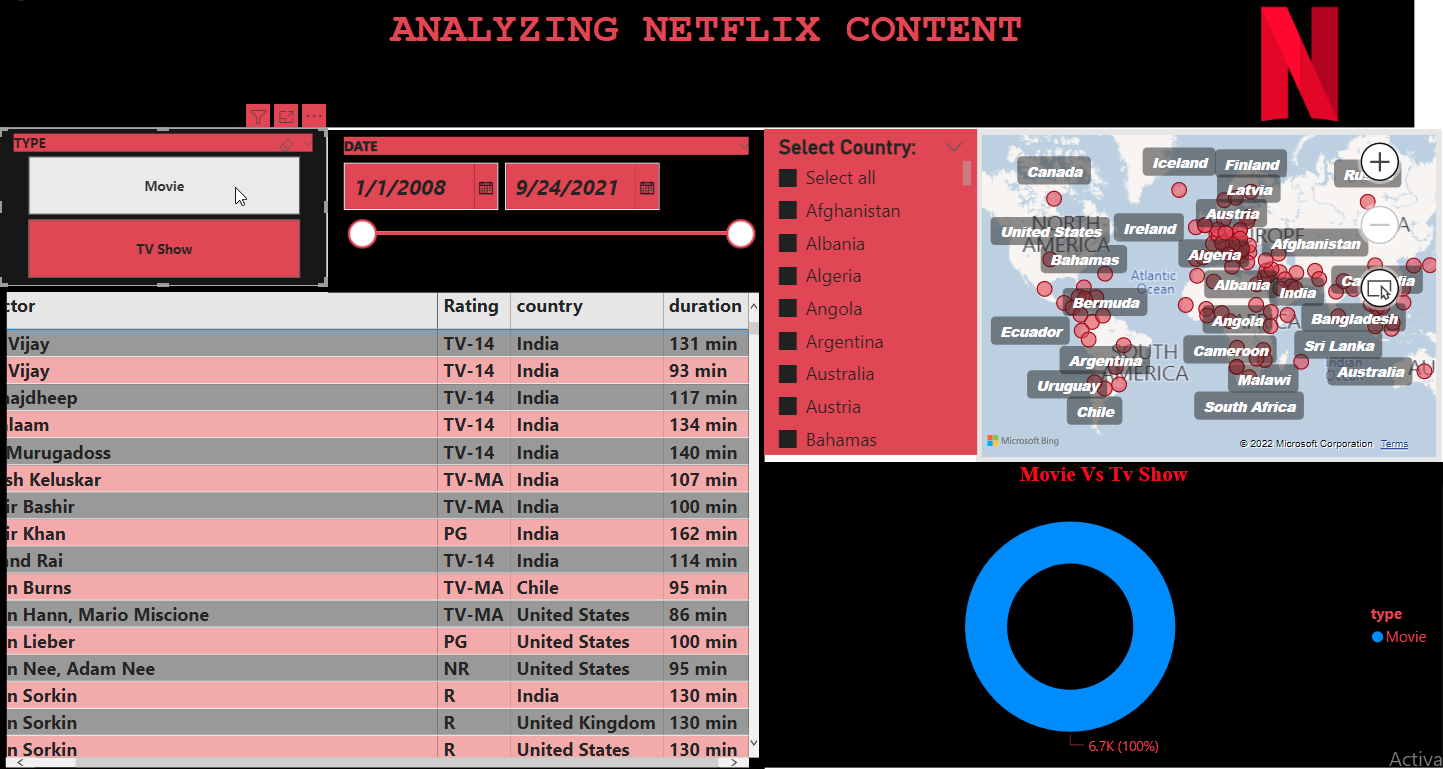 ANALYZING NETFLIX CONTENT
TYPE
Movie
TV Show
DATE
1/1/2008
9/24/2021
Select Country:
Select all
Afghanistan
Albania
Algeria
Angola
Argentina
Australia
Austria
Bahamas
Canada
Iceland
Finland
Latvia
Austria
NORTH AMERICA
United States
Ireland
Afghanistan
Bahamas
Algeria
Atlantic Ocean
Albania
India
Bermuda
Angola
Bangladesh
Ecuador
Sri Lanka
Cameroon
Argentina
SOUTH AMERICA
Indian Ocean
Australia
Malawi
Uruguay
Chile
South Africa
Microsoft Bing
© 2022 Microsoft Corporation Terms
ctor Rating country duration
Vijay TV-14 India 131 min
Vijay TV-14 India 93 min
ajdheep TV-14 India 117 min
laam TV-14 India 134 min
Murugadoss TV-14 India 140 min
sh Keluskar TV-MA India 107 min
ir Bashir TV-MA India 100 min
ir Khan PG India 162 min
nd Rai TV-14 India 114 min
n Burns TV-MA Chile 95 min
n Hann, Mario Miscione TV-MA United States 86 min
n Lieber PG United States 100 min
n Nee, Adam Nee NR United States 95 min
n Sorkin R India 130 min
n Sorkin R United Kingdom 130 min
n Sorkin R United States 130 min
Movie Vs Tv Show
type
Movie
6.7K (100%)
Activa